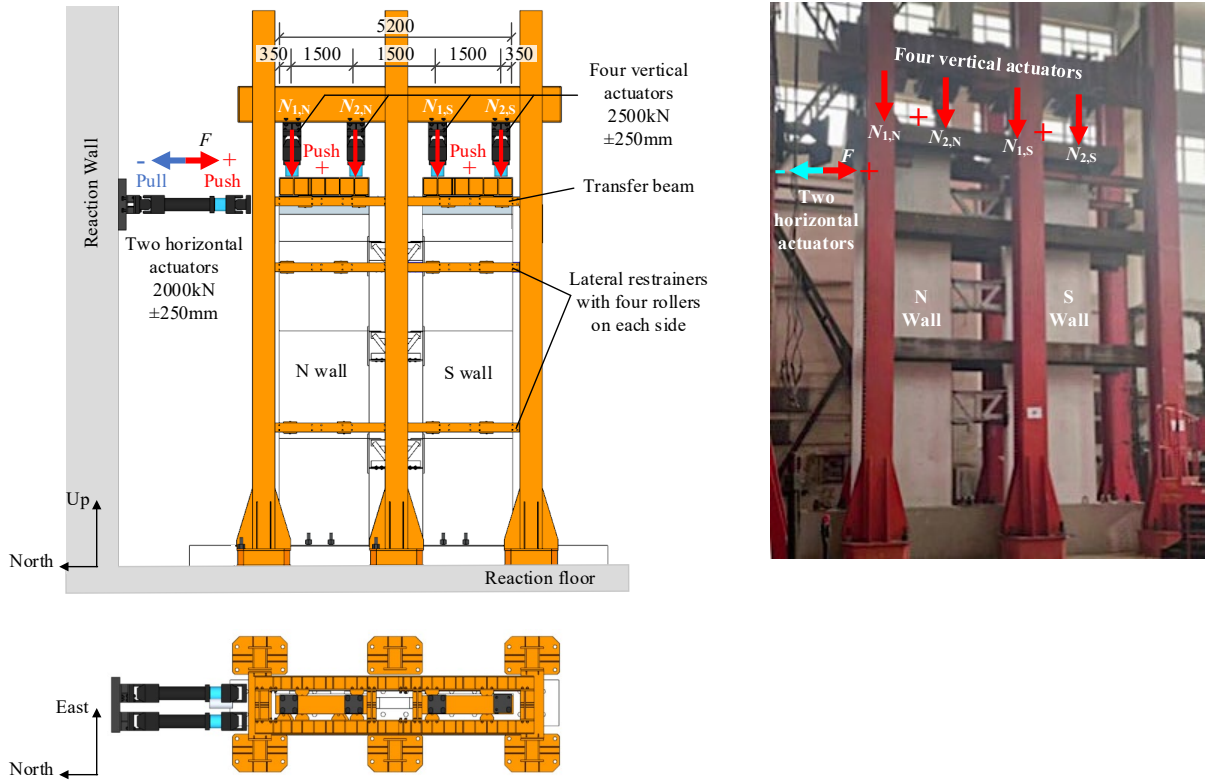 5200
350
1500
1500
1500
350
N1,N
N2,N
N1,S
N2,S
Four vertical
actuators
2500kN
±250mm
Push
+
Push
+
- F +
Pull Push
Reaction Wall
Transfer beam
Two horizontal
actuators
2000kN
±250mm
Lateral restrainers
with four rollers
on each side
N wall
S wall
Up
North
Reaction floor
East
North
Four vertical actuators
+
+
N1,N
N2,N
N1,S
N2,S
- F +
Two
horizontal
actuators
N
Wall
S
Wall